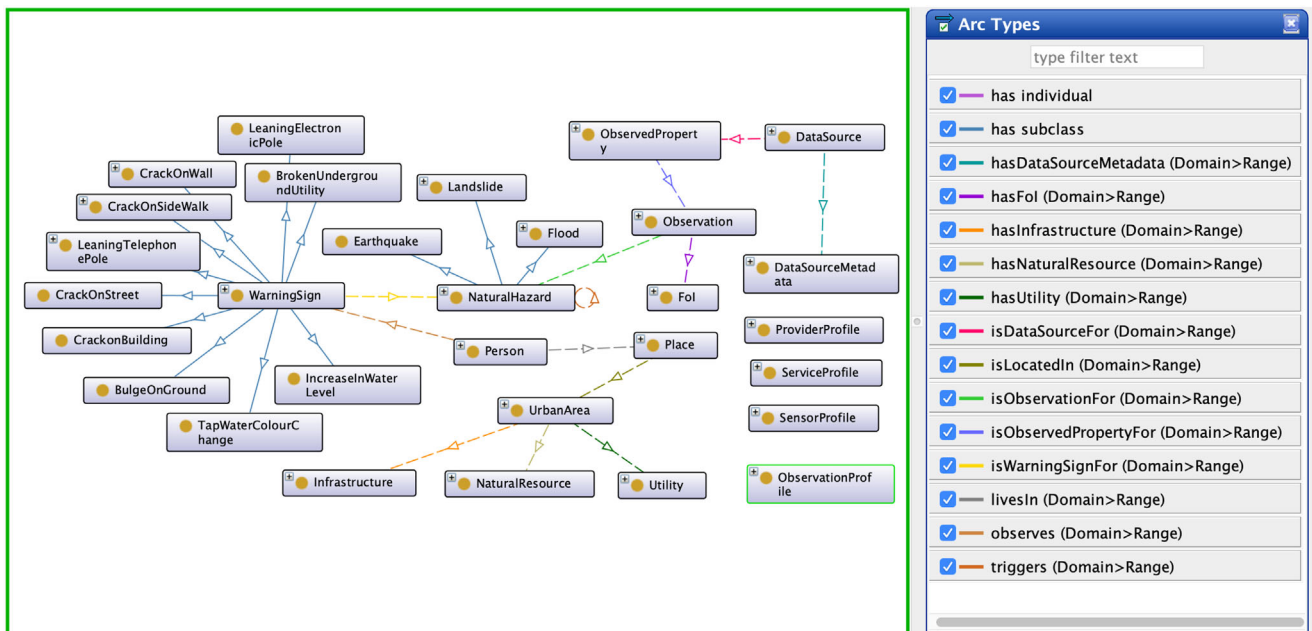 Arc Types
type filter text
has individual
has subclass
hasDataSourceMetadata (Domain>Range)
hasFoI (Domain>Range)
hasInfrastructure (Domain>Range)
hasNaturalResource (Domain>Range)
hasUtility (Domain>Range)
isDataSourceFor (Domain>Range)
isLocatedIn (Domain>Range)
isObservationFor (Domain>Range)
isObservedPropertyFor (Domain>Range)
isWarningSignFor (Domain>Range)
livesIn (Domain>Range)
observes (Domain>Range)
triggers (Domain>Range)
LeaningElectron
icPole
ObservedPropert
y
DataSource
CrackOnWall
BrokenUndergrou
ndUtility
Landslide
CrackOnSideWalk
Observation
Flood
Earthquake
LeaningTelephon
ePole
DataSourceMetad
ata
CrackOnStreet
WarningSign
NaturalHazard
FoI
ProviderProfile
CrackonBuilding
Person
Place
ServiceProfile
BulgeOnGround
IncreaseInWater
Level
UrbanArea
SensorProfile
TapWaterColourC
hange
Infrastructure
NaturalResource
Utility
ObservationProf
ile